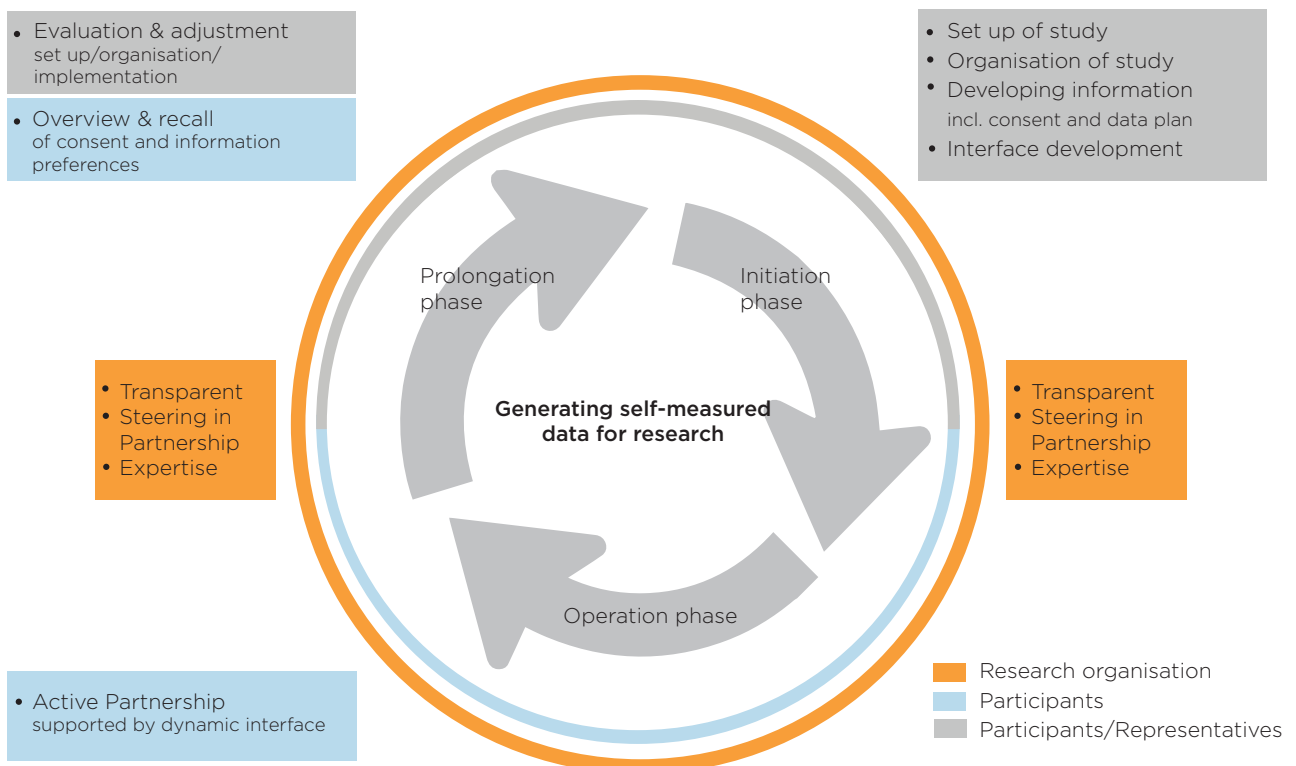 • Evaluation & adjustment
set up/organisation/
implementation
• Overview & recall
of consent and information
preferences
• Set up of study
• Organisation of study
• Developing information
incl. consent and data plan
• Interface development
Prolongation
phase
Initiation
phase
• Transparent
• Steering in
Partnership
• Expertise
Generating self-measured
data for research
• Transparent
• Steering in
Partnership
• Expertise
Operation phase
• Active Partnership
supported by dynamic interface
Research organisation
Participants
Participants/Representatives